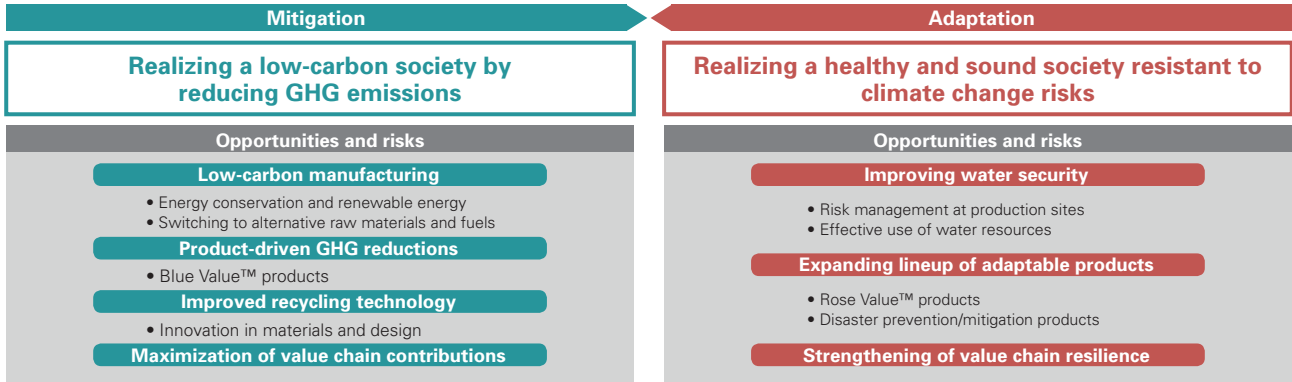 Mitigation
Realizing a low-carbon society by
reducing GHG emissions
Opportunities and risks
Low-carbon manufacturing
• Energy conservation and renewable energy
• Switching to alternative raw materials and fuels
Product-driven GHG reductions
• Blue Value™ products
Improved recycling technology
• Innovation in materials and design
Maximization of value chain contributions
Adaptation
Realizing a healthy and sound society resistant to
climate change risks
Opportunities and risks
Improving water security
• Risk management at production sites
• Effective use of water resources
Expanding lineup of adaptable products
• Rose Value™ products
• Disaster prevention/mitigation products
Strengthening of value chain resilience